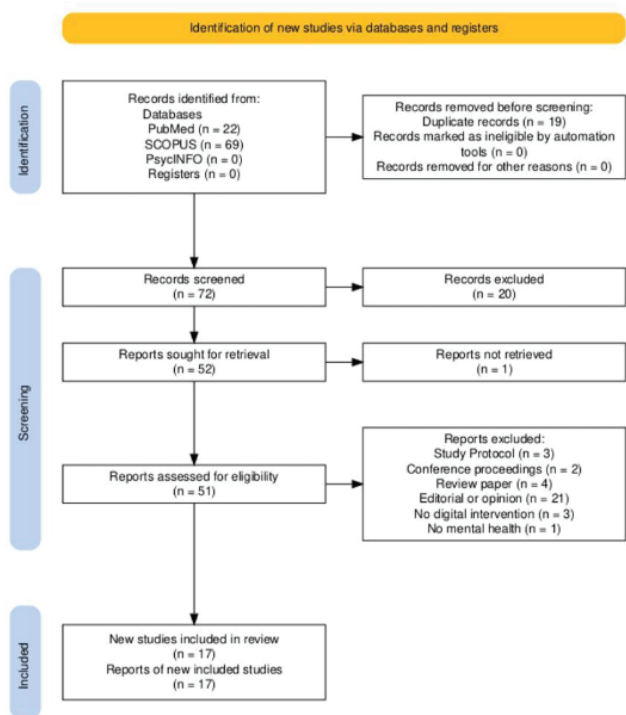 Identification of new studies via databases and registers
Identification
Records identified from:
Databases
PubMed (n = 22)
SCOPUS (n = 69)
PsycINFO (n = 0)
Registers (n = 0)
Records removed before screening:
Duplicate records (n = 19)
Records marked as ineligible by automation
tools (n = 0)
Records removed for other reasons (n = 0)
Screening
Records screened
(n = 72)
Records excluded
(n = 20)
Reports sought for retrieval
(n = 52)
Reports not retrieved
(n = 1)
Reports assessed for eligibility
(n = 51)
Reports excluded:
Study Protocol (n = 3)
Conference proceedings (n = 2)
Review paper (n = 4)
Editorial or opinion (n = 21)
No digital intervention (n = 3)
No mental health (n = 1)
Included
New studies included in review
(n = 17)
Reports of new included studies
(n = 17)